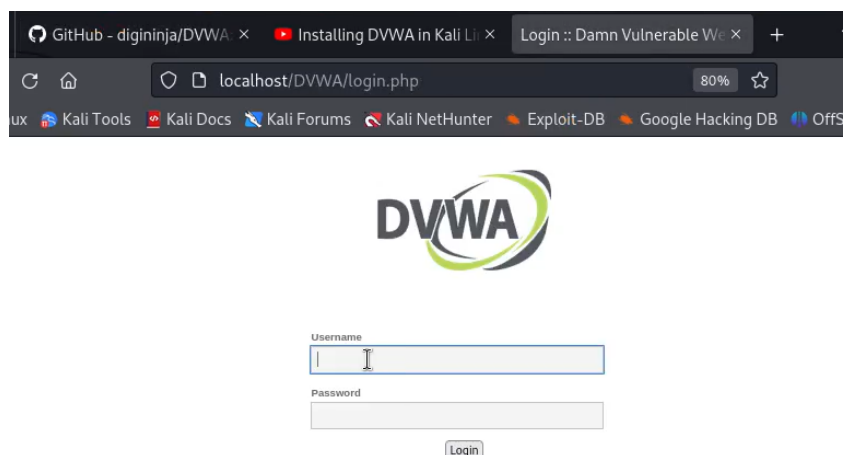 GitHub - digininja/DVWA: Installing DVWA in Kali Li Login :: Damn Vulnerable We
localhost/DVWA/login.php 80%
ux Kali Tools Kali Docs Kali Forums Kali NetHunter Exploit-DB Google Hacking DB OffS
DVWA
Username
Password
Login